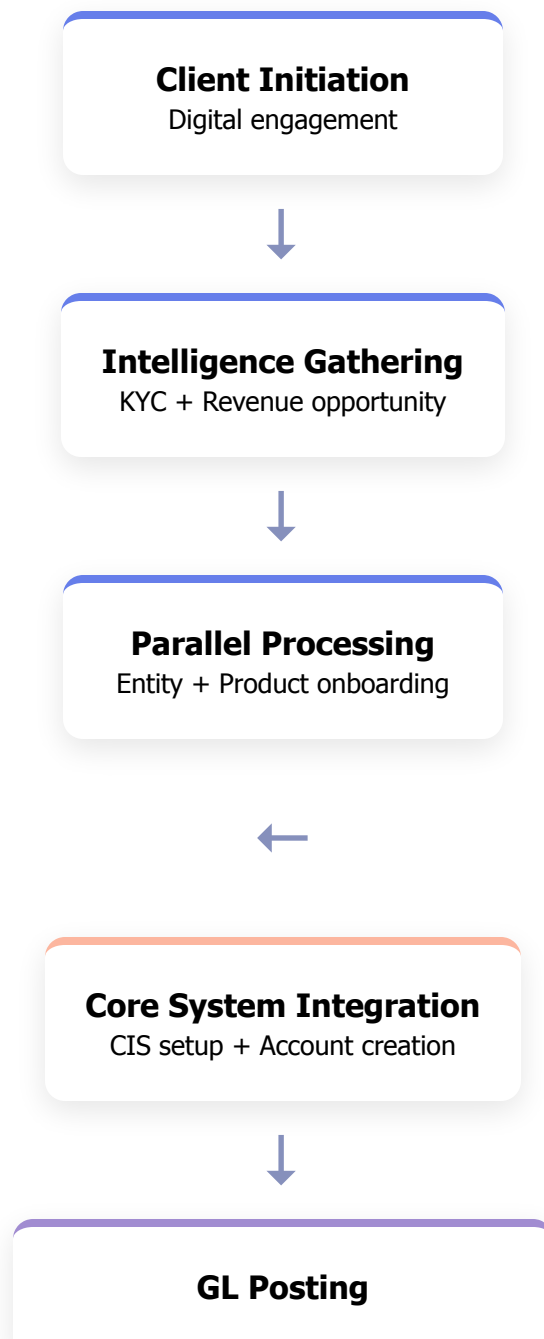 Client Initiation
Digital engagement
Intelligence Gathering
KYC + Revenue opportunity
Parallel Processing
Entity + Product onboarding
Core System Integration
CIS setup + Account creation
GL Posting